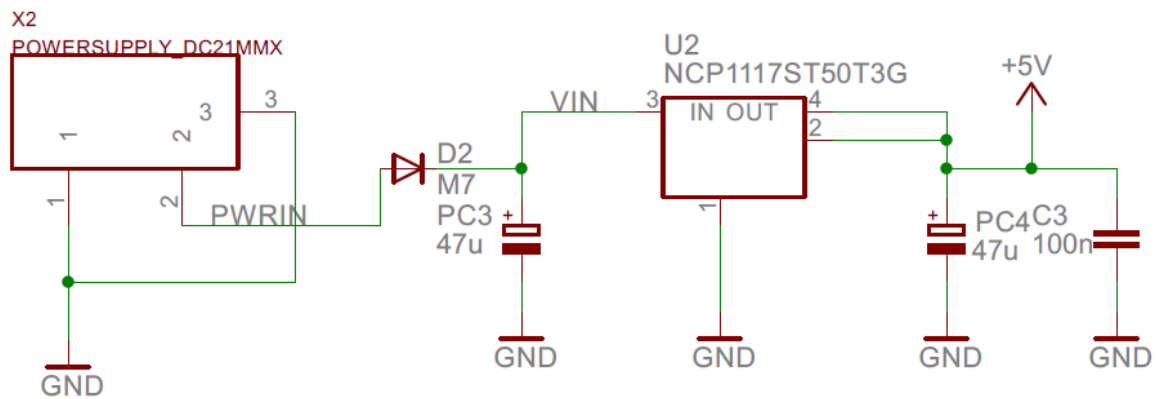 X2
POWERSUPPLY_DC21MMX
3
3
1
2
1
2
PWRIN
GND
D2
M7
VIN
PC3
+
47u
GND
U2
NCP1117ST50T3G
3
IN OUT
4
2
1
GND
+5V
+
PC4
47u
GND
C3
100n
GND